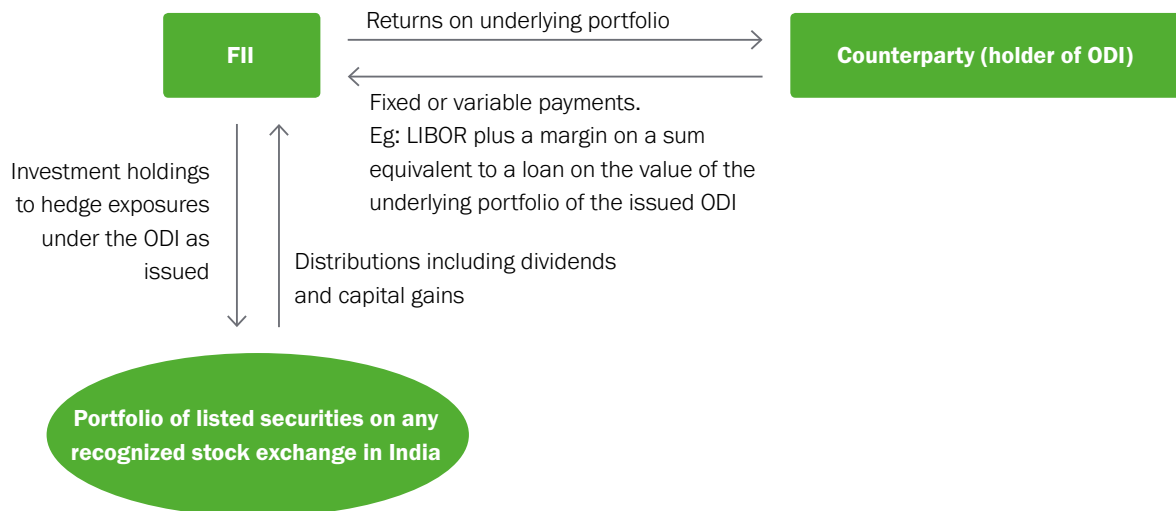 Returns on underlying portfolio
FII
Counterparty (holder of ODI)
Fixed or variable payments.
Eg: LIBOR plus a margin on a sum
equivalent to a loan on the value of the
underlying portfolio of the issued ODI
Investment holdings
to hedge exposures
under the ODI as
issued
Distributions including dividends
and capital gains
Portfolio of listed securities on any
recognized stock exchange in India